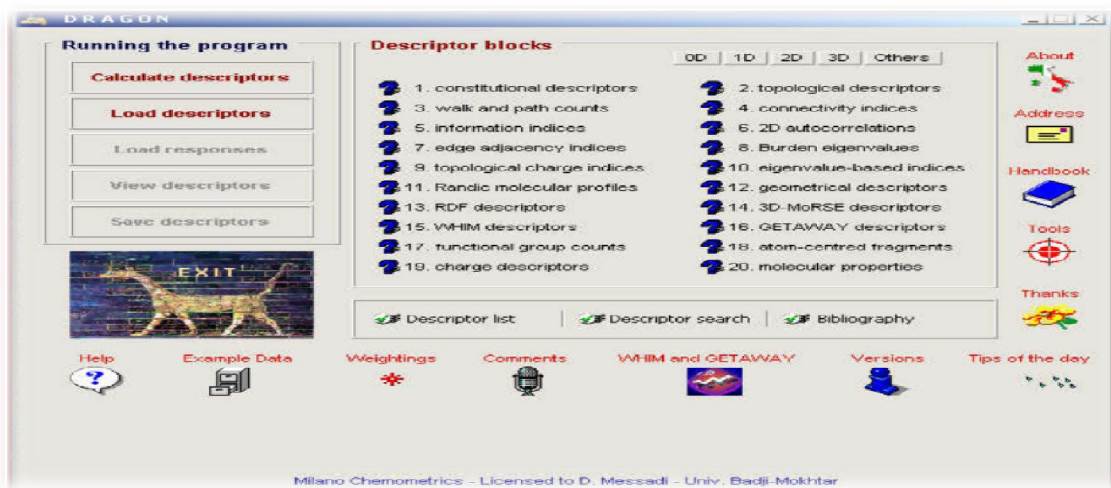 DRAGON
Running the program
Calculate descriptors
Load descriptors
Load responses
View descriptors
Save descriptors
EXIT
Descriptor blocks
0D 1D 2D 3D Others
1. constitutional descriptors 2. topological descriptors
3. walk and path counts 4. connectivity indices
5. information indices 6. 2D autocorrelations
7. edge adjacency indices 8. Burden eigenvalues
9. topological charge indices 10. eigenvalue-based indices
11. Randic molecular profiles 12. geometrical descriptors
13. RDF descriptors 14. 3D-MoRSE descriptors
15. WHIM descriptors 16. GETAWAY descriptors
17. functional group counts 18. atom-centred fragments
19. charge descriptors 20. molecular properties
Descriptor list Descriptor search Bibliography
About
Address
Handbook
Tools
Thanks
Help Example Data Weightings Comments WHIM and GETAWAY Versions Tips of the day
Milano Chemometrics - Licensed to D. Messadi - Univ. Badji-Mokhtar